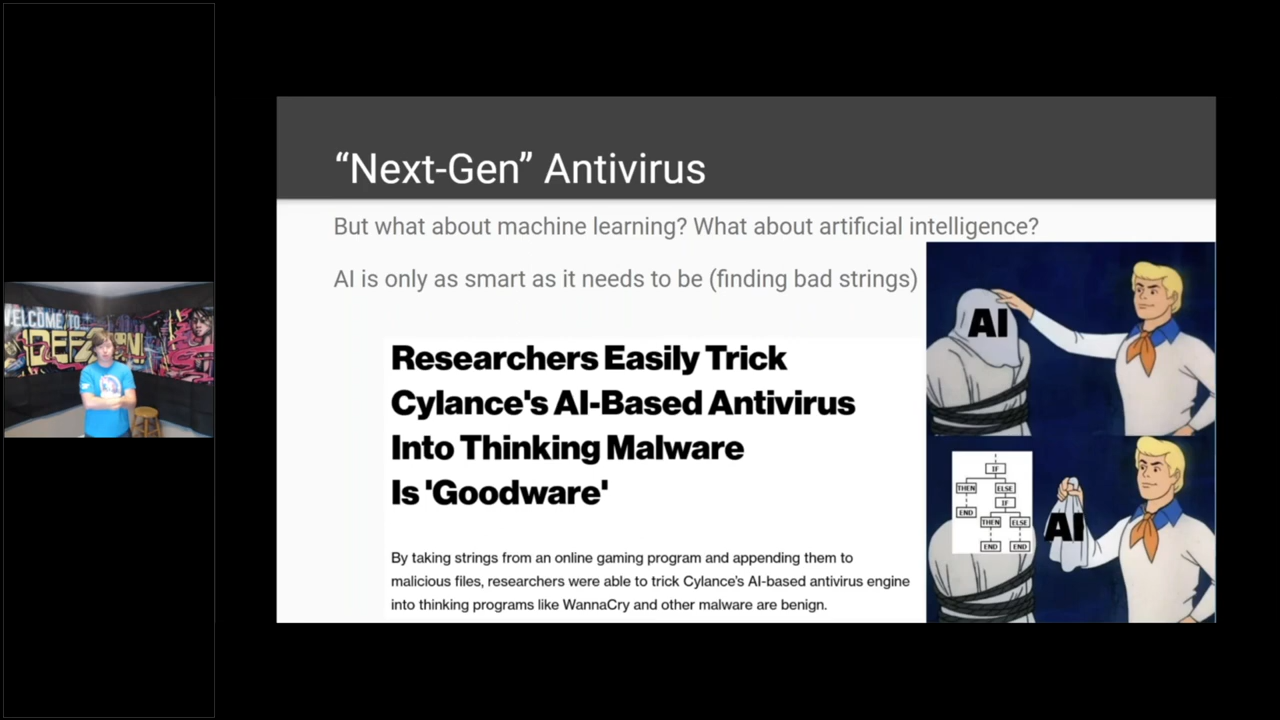 WELCOME TO...
“Next-Gen” Antivirus
But what about machine learning? What about artificial intelligence?
AI is only as smart as it needs to be (finding bad strings)
Researchers Easily Trick
Cylance's AI-Based Antivirus
Into Thinking Malware
Is 'Goodware'
By taking strings from an online gaming program and appending them to
malicious files, researchers were able to trick Cylance's AI-based antivirus engine
into thinking programs like WannaCry and other malware are benign.
AI
IF
THEN ELSE
IF
END
THEN ELSE
END END
AI